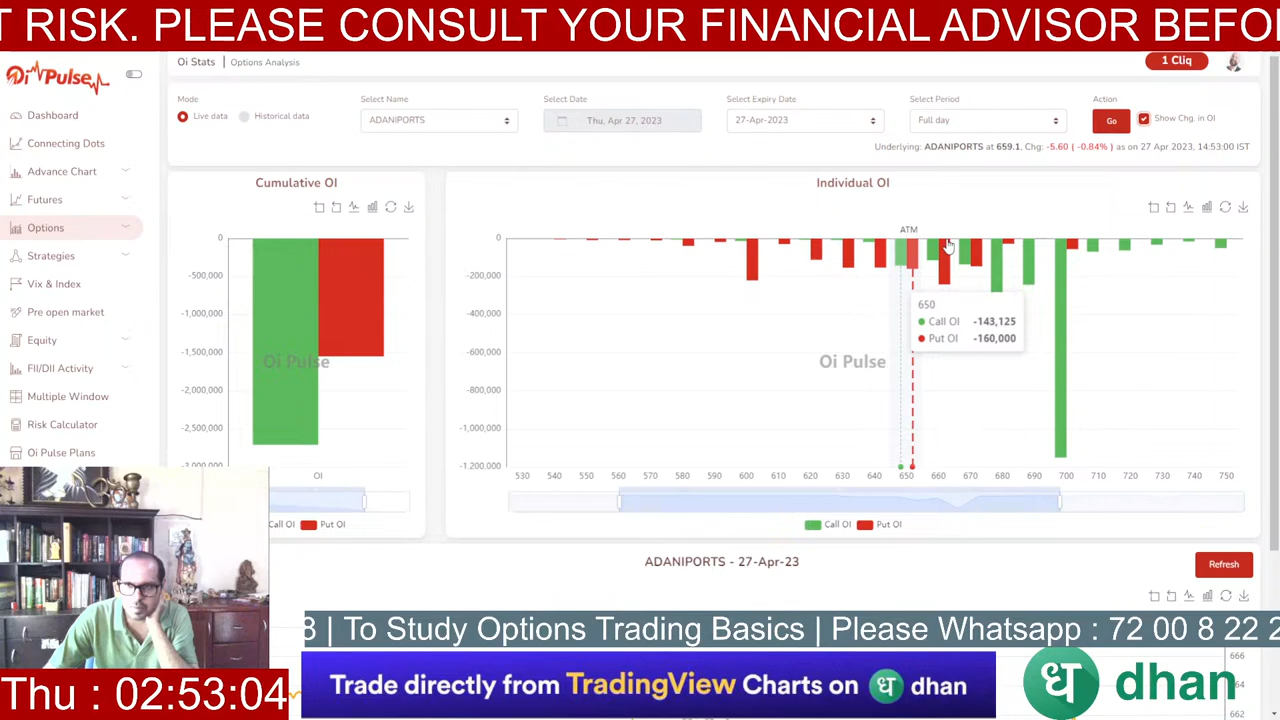 T RISK. PLEASE CONSULT YOUR FINANCIAL ADVISOR BEFO
Oi Pulse
Oi Stats | Options Analysis
1 Cliq
Mode
Live data
Historical data
Select Name
ADANIPORTS
Select Date
Thu, Apr 27, 2023
Select Expiry Date
27-Apr-2023
Select Period
Full day
Action
Go
Show Chg. in OI
Underlying: ADANIPORTS at 659.1, Chg: -5.60 ( -0.84% ) as on 27 Apr 2023, 14:53:00 IST
Dashboard
Connecting Dots
Advance Chart
Futures
Options
Strategies
Vix & Index
Pre open market
Equity
FII/DII Activity
Multiple Window
Risk Calculator
Oi Pulse Plans
Cumulative OI
0
-500,000
-1,000,000
-1,500,000
-2,000,000
-2,500,000
-3,000,000
Oi Pulse
OI
Call OI
Put OI
Individual OI
ATM
0
-200,000
-400,000
-600,000
-800,000
-1,000,000
-1,200,000
650
Call OI -143,125
Put OI -160,000
Oi Pulse
530 540 550 560 570 580 590 600 610 620 630 640 650 660 670 680 690 700 710 720 730 740 750
Call OI
Put OI
ADANIPORTS - 27-Apr-23
Refresh
8 | To Study Options Trading Basics | Please Whatsapp : 72 00 8 22 2
666
662
Thu : 02:53:04
Trade directly from TradingView Charts on ध dhan
ध dhan